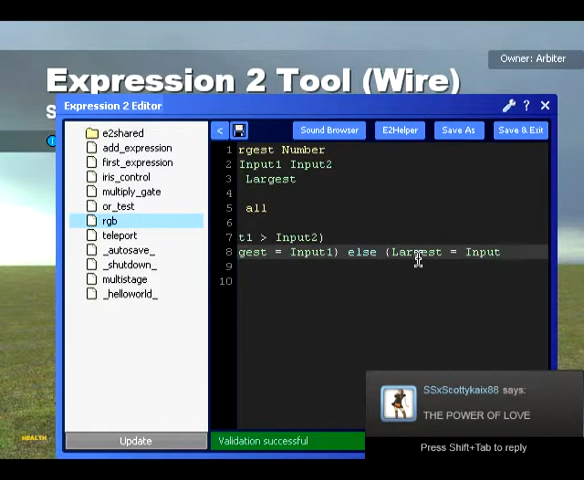 Owner: Arbiter
Expression 2 Tool (Wire)
S
Expression 2 Editor
?
<
Sound Browser
E2Helper
Save As
Save & Exit
e2shared
add_expression
first_expression
iris_control
multiply_gate
or_test
rgb
teleport
_autosave_
_shutdown_
multistage
_helloworld_
1 rgest Number
2 Input1 Input2
3 Largest
4
5 all
6
7 t1 > Input2)
8 gest = Input1} else {Largest = Input
9
10
Update
Validation successful
HEALTH
SSxScottykaix88 says:
THE POWER OF LOVE
Press Shift+Tab to reply